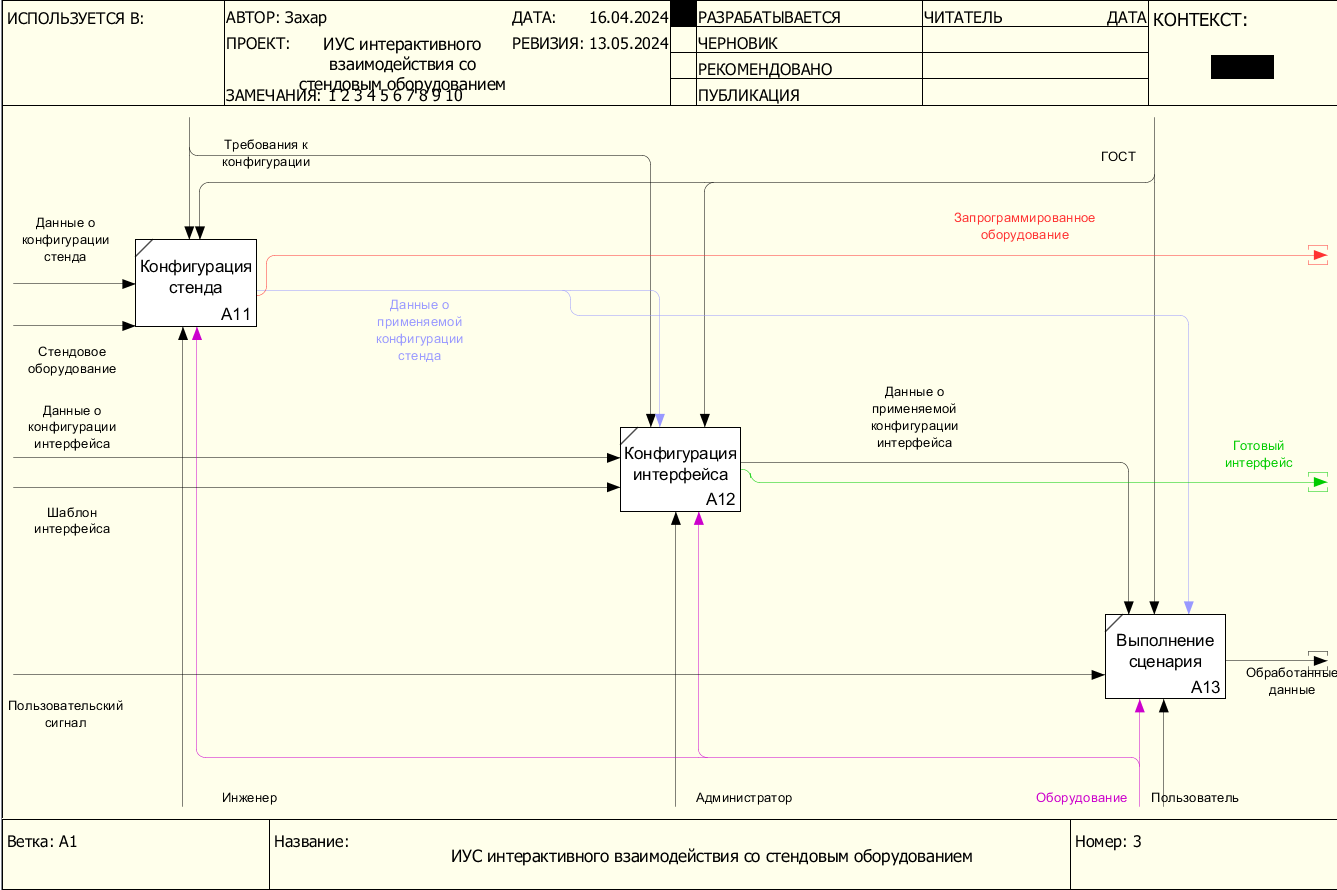 ИСПОЛЬЗУЕТСЯ В:
АВТОР: Захар
ДАТА: 16.04.2024
ПРОЕКТ: ИУС интерактивного
взаимодействия со
стендовым оборудованием
РЕВИЗИЯ: 13.05.2024
ЗАМЕЧАНИЯ: 1 2 3 4 5 6 7 8 9 10
РАЗРАБАТЫВАЕТСЯ
ЧЕРНОВИК
РЕКОМЕНДОВАНО
ПУБЛИКАЦИЯ
ЧИТАТЕЛЬ ДАТА
КОНТЕКСТ:
Требования к
конфигурации
ГОСТ
Данные о
конфигурации
стенда
Запрограммированное
оборудование
Конфигурация
стенда
A11
Данные о
применяемой
конфигурации
стенда
Стендовое
оборудование
Данные о
конфигурации
интерфейса
Данные о
применяемой
конфигурации
интерфейса
Готовый
интерфейс
Конфигурация
интерфейса
A12
Шаблон
интерфейса
Выполнение
сценария
A13
Обработанные
данные
Пользовательский
сигнал
Инженер
Администратор
Оборудование
Пользователь
Ветка: A1
Название:
ИУС интерактивного взаимодействия со стендовым оборудованием
Номер: 3